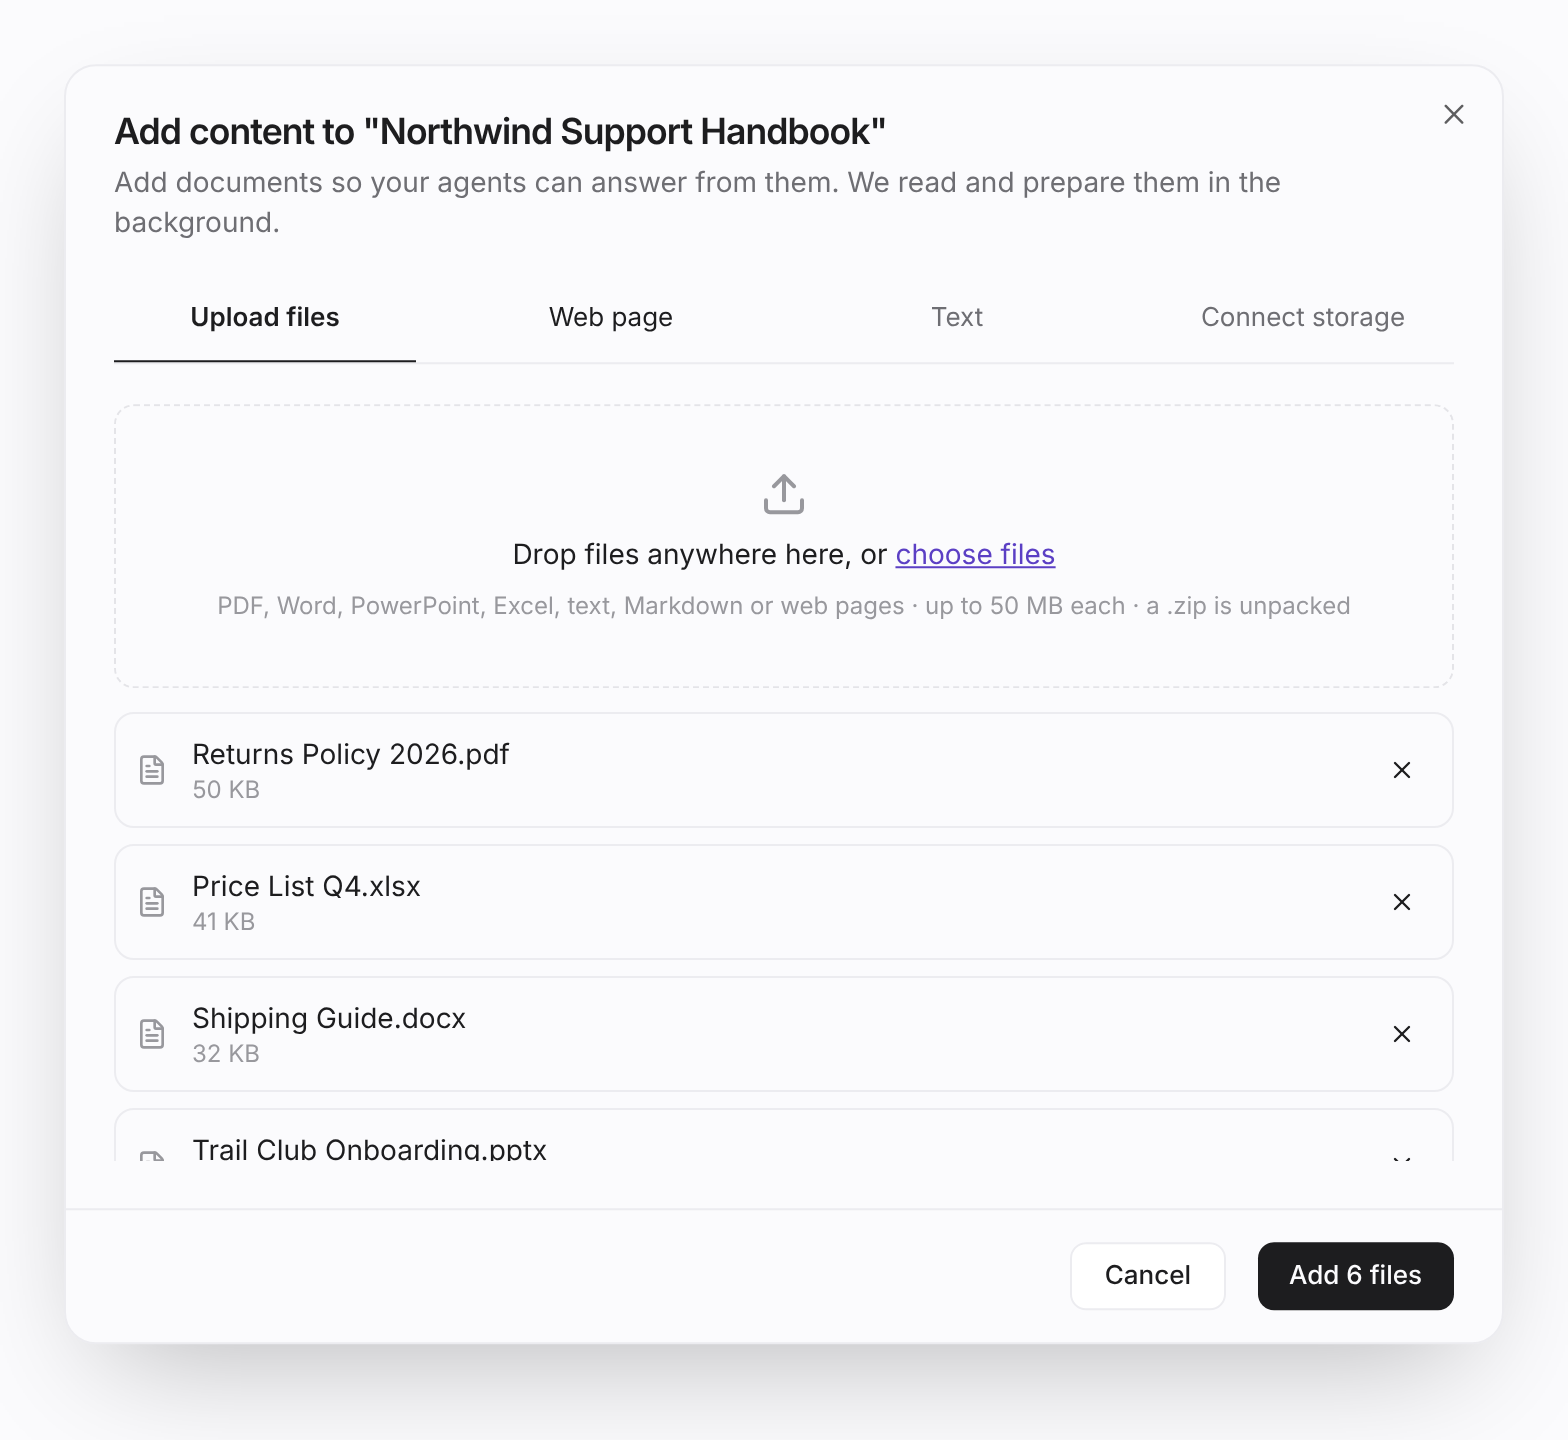 Add content to "Northwind Support Handbook"
Add documents so your agents can answer from them. We read and prepare them in the
background.
Upload files
Web page
Text
Connect storage
Drop files anywhere here, or choose files
PDF, Word, PowerPoint, Excel, text, Markdown or web pages · up to 50 MB each · a .zip is unpacked
Returns Policy 2026.pdf
50 KB
Price List Q4.xlsx
41 KB
Shipping Guide.docx
32 KB
Trail Club Onboarding.pptx
Cancel
Add 6 files